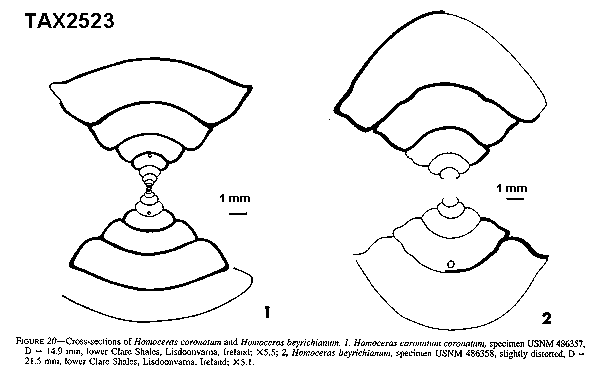 TAX2523
1 mm
1 mm
1
2
FIGURE 20—Cross-sections of Homoceras coronatum and Homoceras beyrichianum. 1, Homoceras coronatum coronatum, specimen USNM 486357,
D = 14.9 mm, lower Clare Shales, Lisdoonvarna, Ireland; X5.5; 2, Homoceras beyrichianum, specimen USNM 486358, slightly distorted, D =
21.5 mm, lower Clare Shales, Lisdoonvarna, Ireland; X5.1.